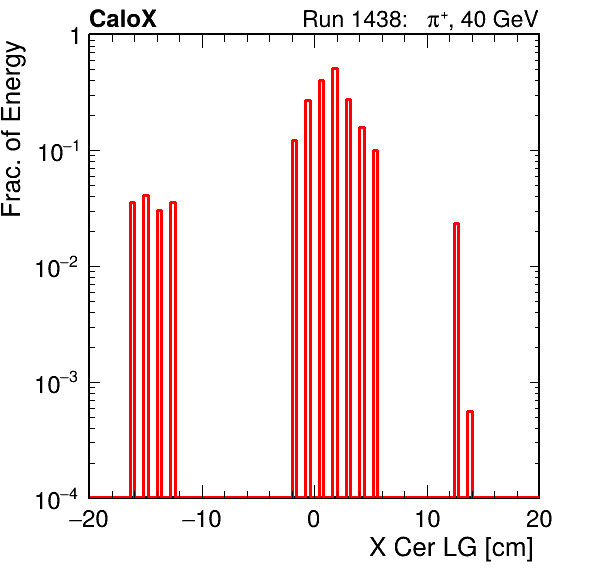 CaloX Run 1438: π⁺, 40 GeV
Frac. of Energy
1
10⁻¹
10⁻²
10⁻³
10⁻⁴
−20 −10 0 10 20
X Cer LG [cm]